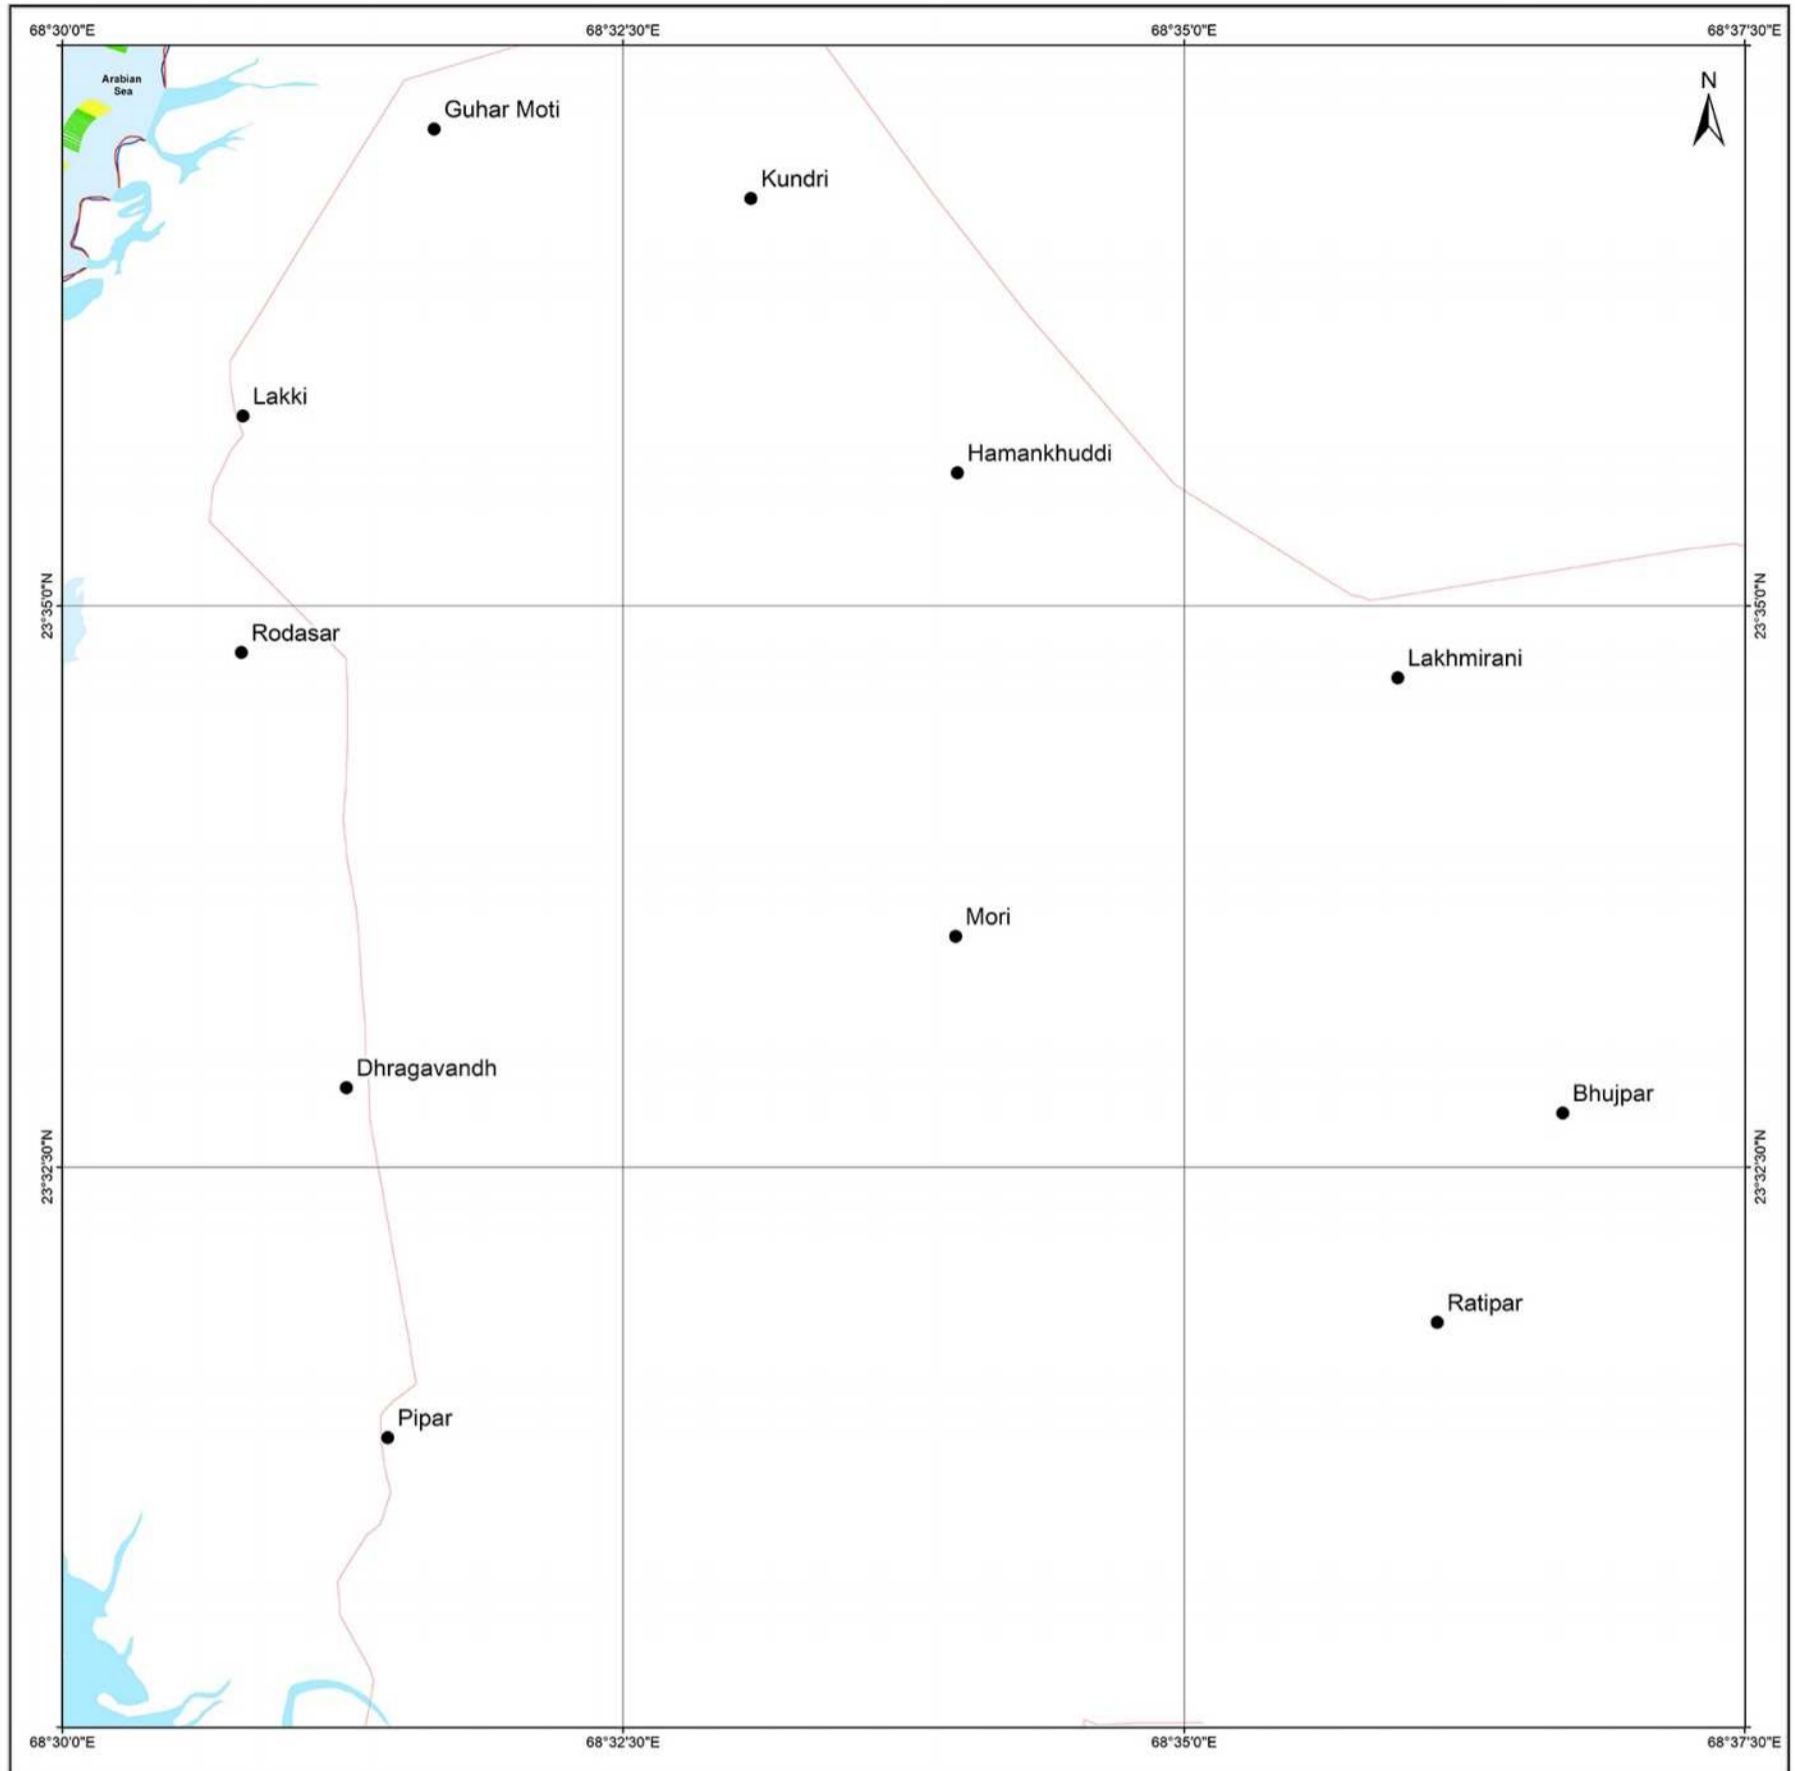 68°30'0"E
68°32'30"E
68°35'0"E
68°37'30"E
Arabian
Sea
N
Guhar Moti
Kundri
Lakki
Hamankhuddi
23°35'0"N
23°35'0"N
Rodasar
Lakhmirani
Mori
Dhragavandh
Bhujpar
23°32'30"N
23°32'30"N
Ratipar
Pipar
68°30'0"E
68°32'30"E
68°35'0"E
68°37'30"E